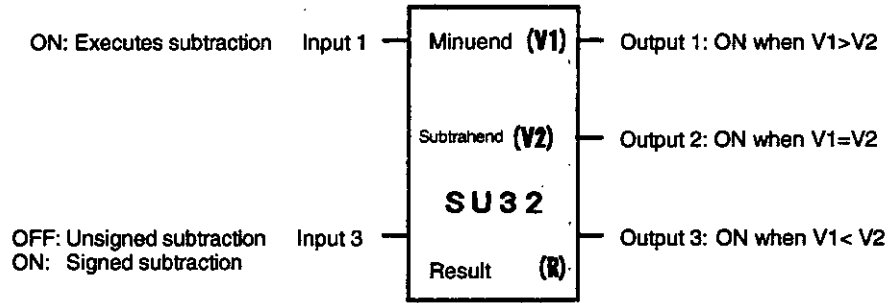 ON: Executes subtraction Input 1 Minuend (V1) Output 1: ON when V1>V2
Subtrahend (V2) Output 2: ON when V1=V2
SU32
OFF: Unsigned subtraction Input 3 Output 3: ON when V1< V2
ON: Signed subtraction
Result (R)